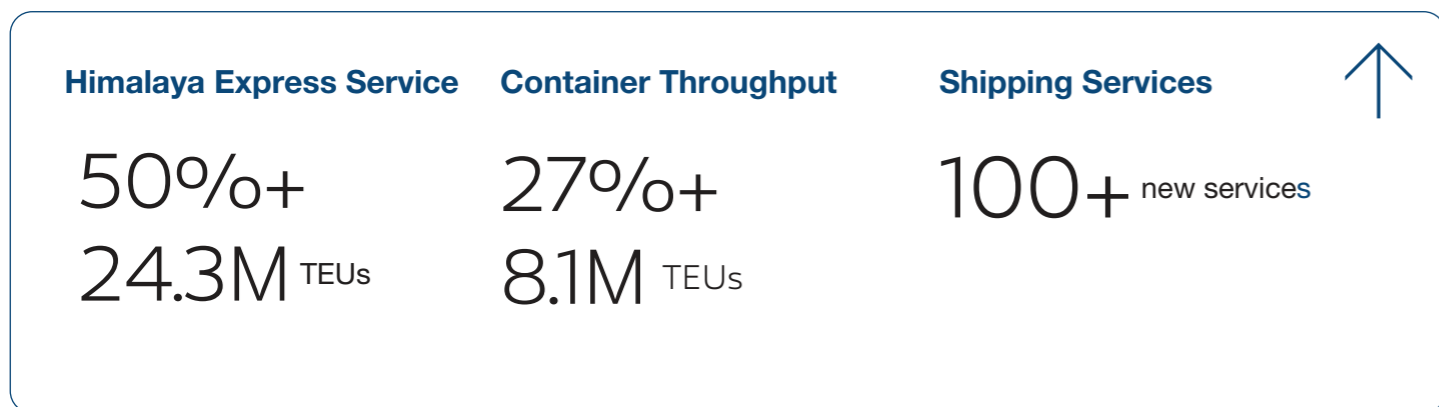 Himalaya Express Service
50%+
24.3M TEUs
Container Throughput
27%+
8.1M TEUs
Shipping Services
100+ new services